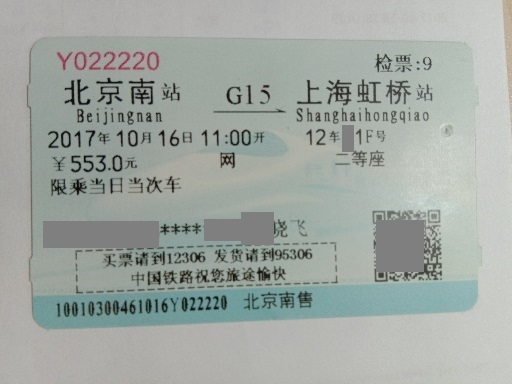 Y022220 检票:9
北京南站 G15 上海虹桥站
Beijingnan Shanghaihongqiao
2017年10月16日11:00开 12车 1F号
￥553.0元 网 二等座
限乘当日当次车
**** 晓飞
买票请到12306 发货请到95306
中国铁路祝您旅途愉快
10010300461016Y022220 北京南售